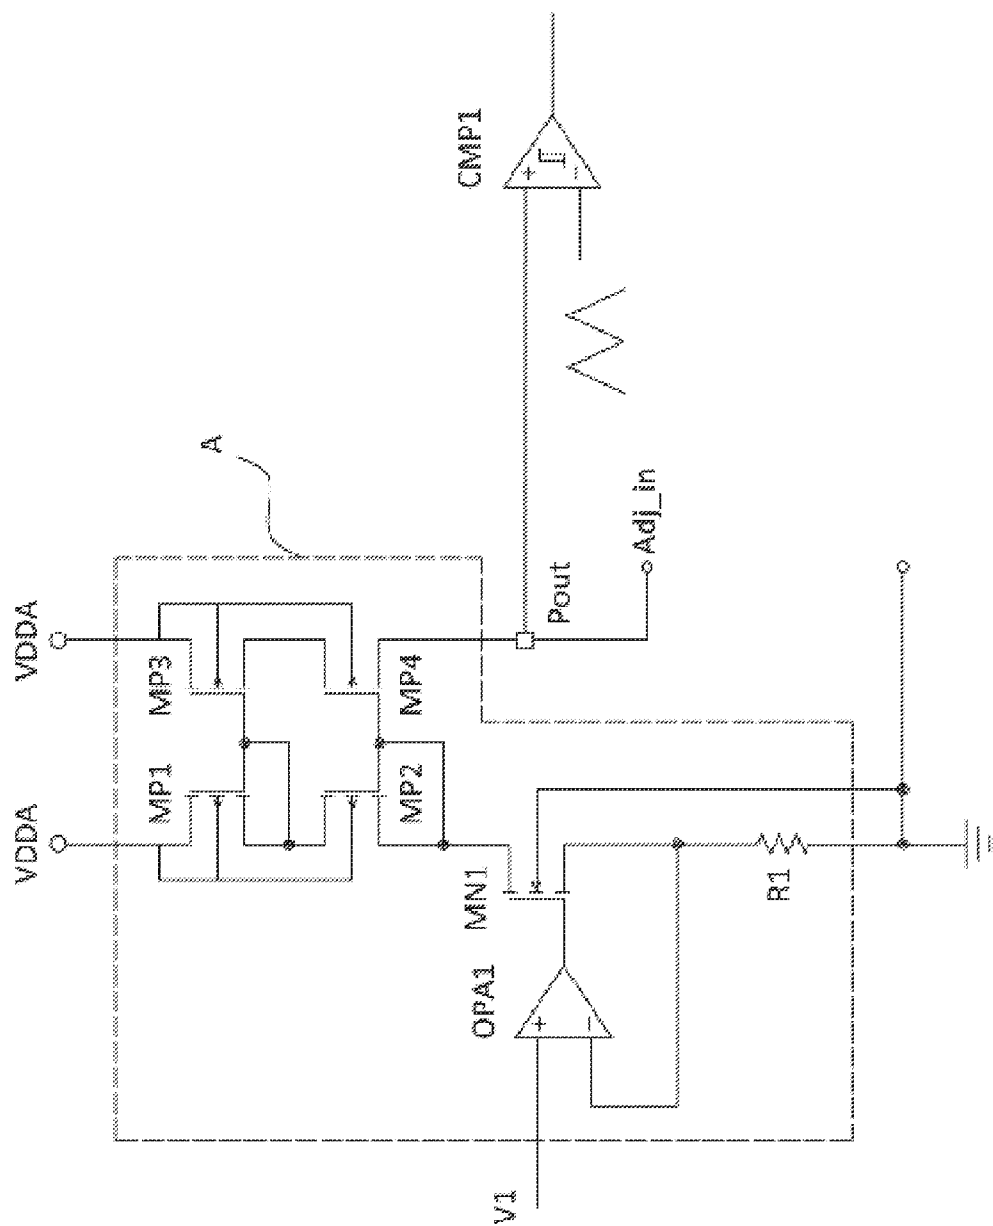 VDDA
VDDA
MP1
MP3
MP2
MP4
A
V1
OPA1
+
−
MN1
R1
Pout
Adj_in
CMP1
+
−